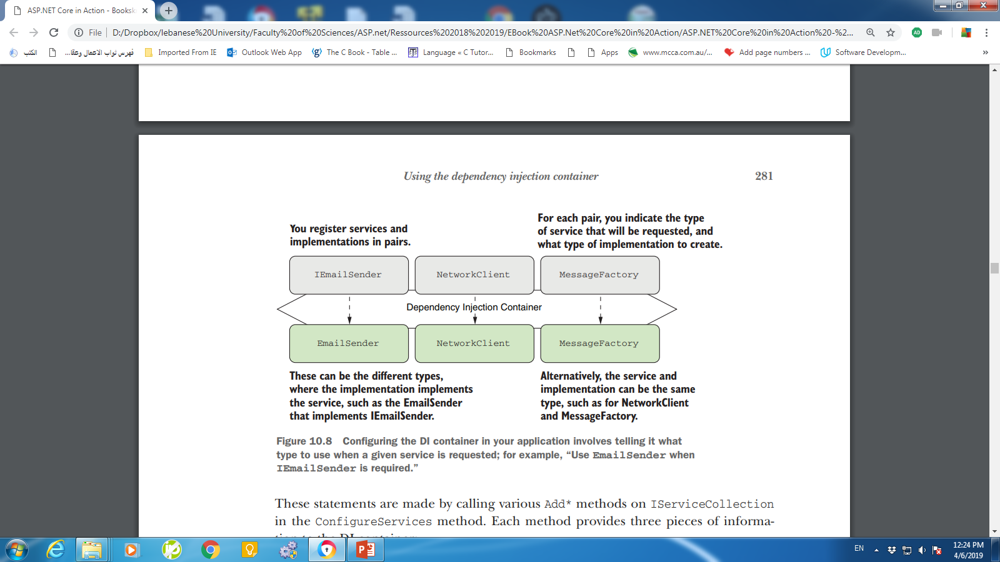 ASP.NET Core in Action - Booksk
File
D:/Dropbox/lebanese%20University/Faculty%20of%20Sciences/ASP.net/Ressources%202018%202019/EBook%20ASP.Net%20Core%20in%20Action/ASP.NET%20Core%20in%20Action%20-%2...
الكتب
فهرس ثواب الاعمال وعقا...
Imported From IE
Outlook Web App
The C Book - Table ...
Language « C Tutor...
Bookmarks
Apps
www.mcca.com.au/...
Add page numbers ...
Software Developm...
»
Using the dependency injection container 281
You register services and
implementations in pairs.
For each pair, you indicate the type
of service that will be requested, and
what type of implementation to create.
IEmailSender
NetworkClient
MessageFactory
Dependency Injection Container
EmailSender
NetworkClient
MessageFactory
These can be the different types,
where the implementation implements
the service, such as the EmailSender
that implements IEmailSender.
Alternatively, the service and
implementation can be the same
type, such as for NetworkClient
and MessageFactory.
Figure 10.8 Configuring the DI container in your application involves telling it what
type to use when a given service is requested; for example, “Use EmailSender when
IEmailSender is required.”
These statements are made by calling various Add* methods on IServiceCollection
in the ConfigureServices method. Each method provides three pieces of informa-
EN
12:24 PM
4/6/2019